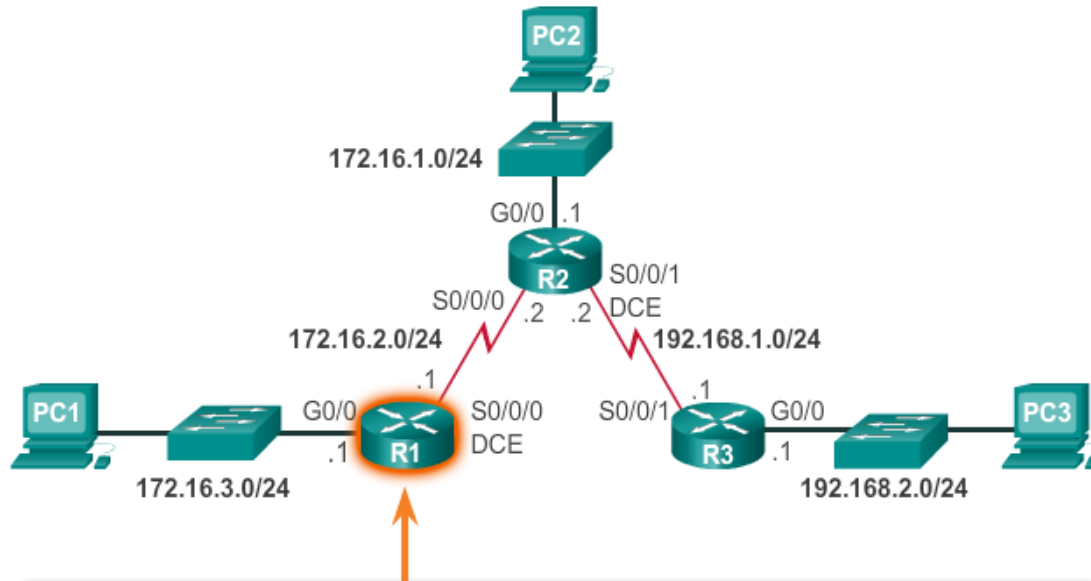 PC2
172.16.1.0/24
G0/0 .1
R2
S0/0/0
S0/0/1
DCE
.2 .2
172.16.2.0/24
192.168.1.0/24
.1
.1
PC1
G0/0
S0/0/0
DCE
.1
R1
172.16.3.0/24
S0/0/1
G0/0
R3
.1
PC3
192.168.2.0/24